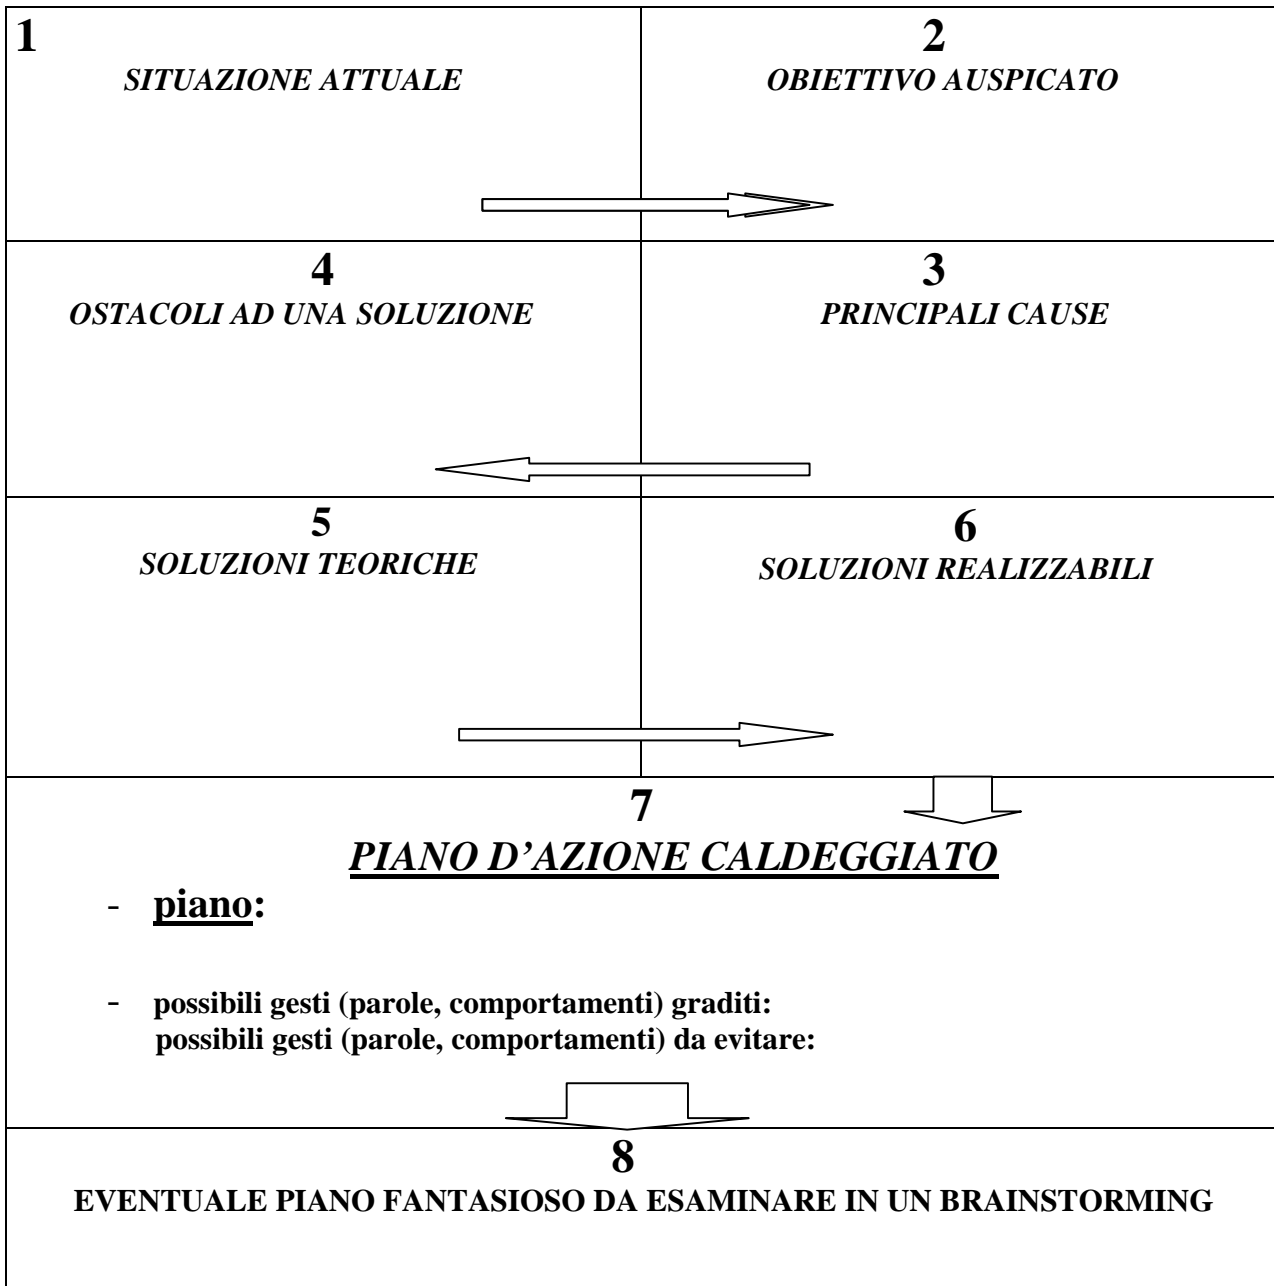 1
SITUAZIONE ATTUALE
2
OBIETTIVO AUSPICATO
4
OSTACOLI AD UNA SOLUZIONE
3
PRINCIPALI CAUSE
5
SOLUZIONI TEORICHE
6
SOLUZIONI REALIZZABILI
7
PIANO D’AZIONE CALDEGGIATO
- piano:
- possibili gesti (parole, comportamenti) graditi:
possibili gesti (parole, comportamenti) da evitare:
8
EVENTUALE PIANO FANTASIOSO DA ESAMINARE IN UN BRAINSTORMING